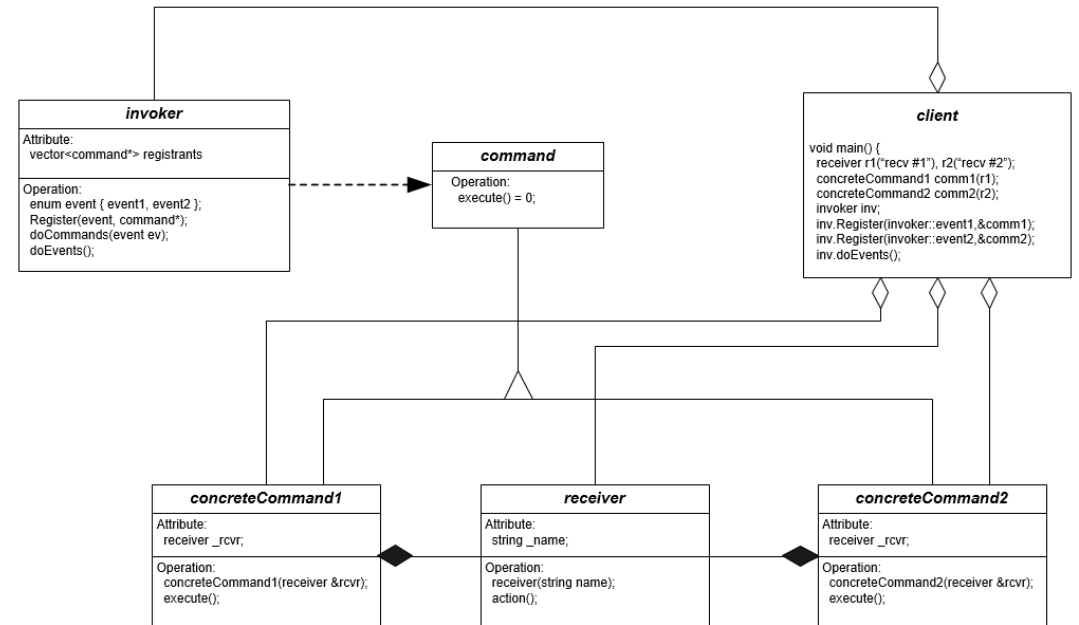 invoker
Attribute:
vector<command*> registrants
Operation:
enum event { event1, event2 };
Register(event, command*);
doCommands(event ev);
doEvents();
command
Operation:
execute() = 0;
client
void main() {
receiver r1(“recv #1”), r2(“recv #2”);
concreteCommand1 comm1(r1);
concreteCommand2 comm2(r2);
invoker inv;
inv.Register(invoker::event1,&comm1);
inv.Register(invoker::event2,&comm2);
inv.doEvents();
concreteCommand1
Attribute:
receiver _rcvr;
Operation:
concreteCommand1(receiver &rcvr);
execute();
receiver
Attribute:
string _name;
Operation:
receiver(string name);
action();
concreteCommand2
Attribute:
receiver _rcvr;
Operation:
concreteCommand2(receiver &rcvr);
execute();